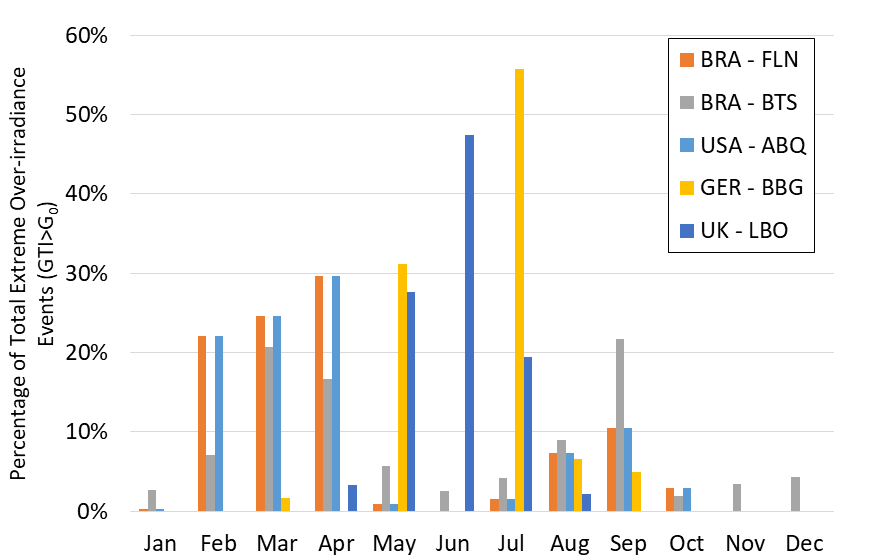 60%
50%
40%
30%
20%
10%
0%
Percentage of Total Extreme Over-irradiance
Events (GTI>G₀)
BRA - FLN
BRA - BTS
USA - ABQ
GER - BBG
UK - LBO
Jan Feb Mar Apr May Jun Jul Aug Sep Oct Nov Dec